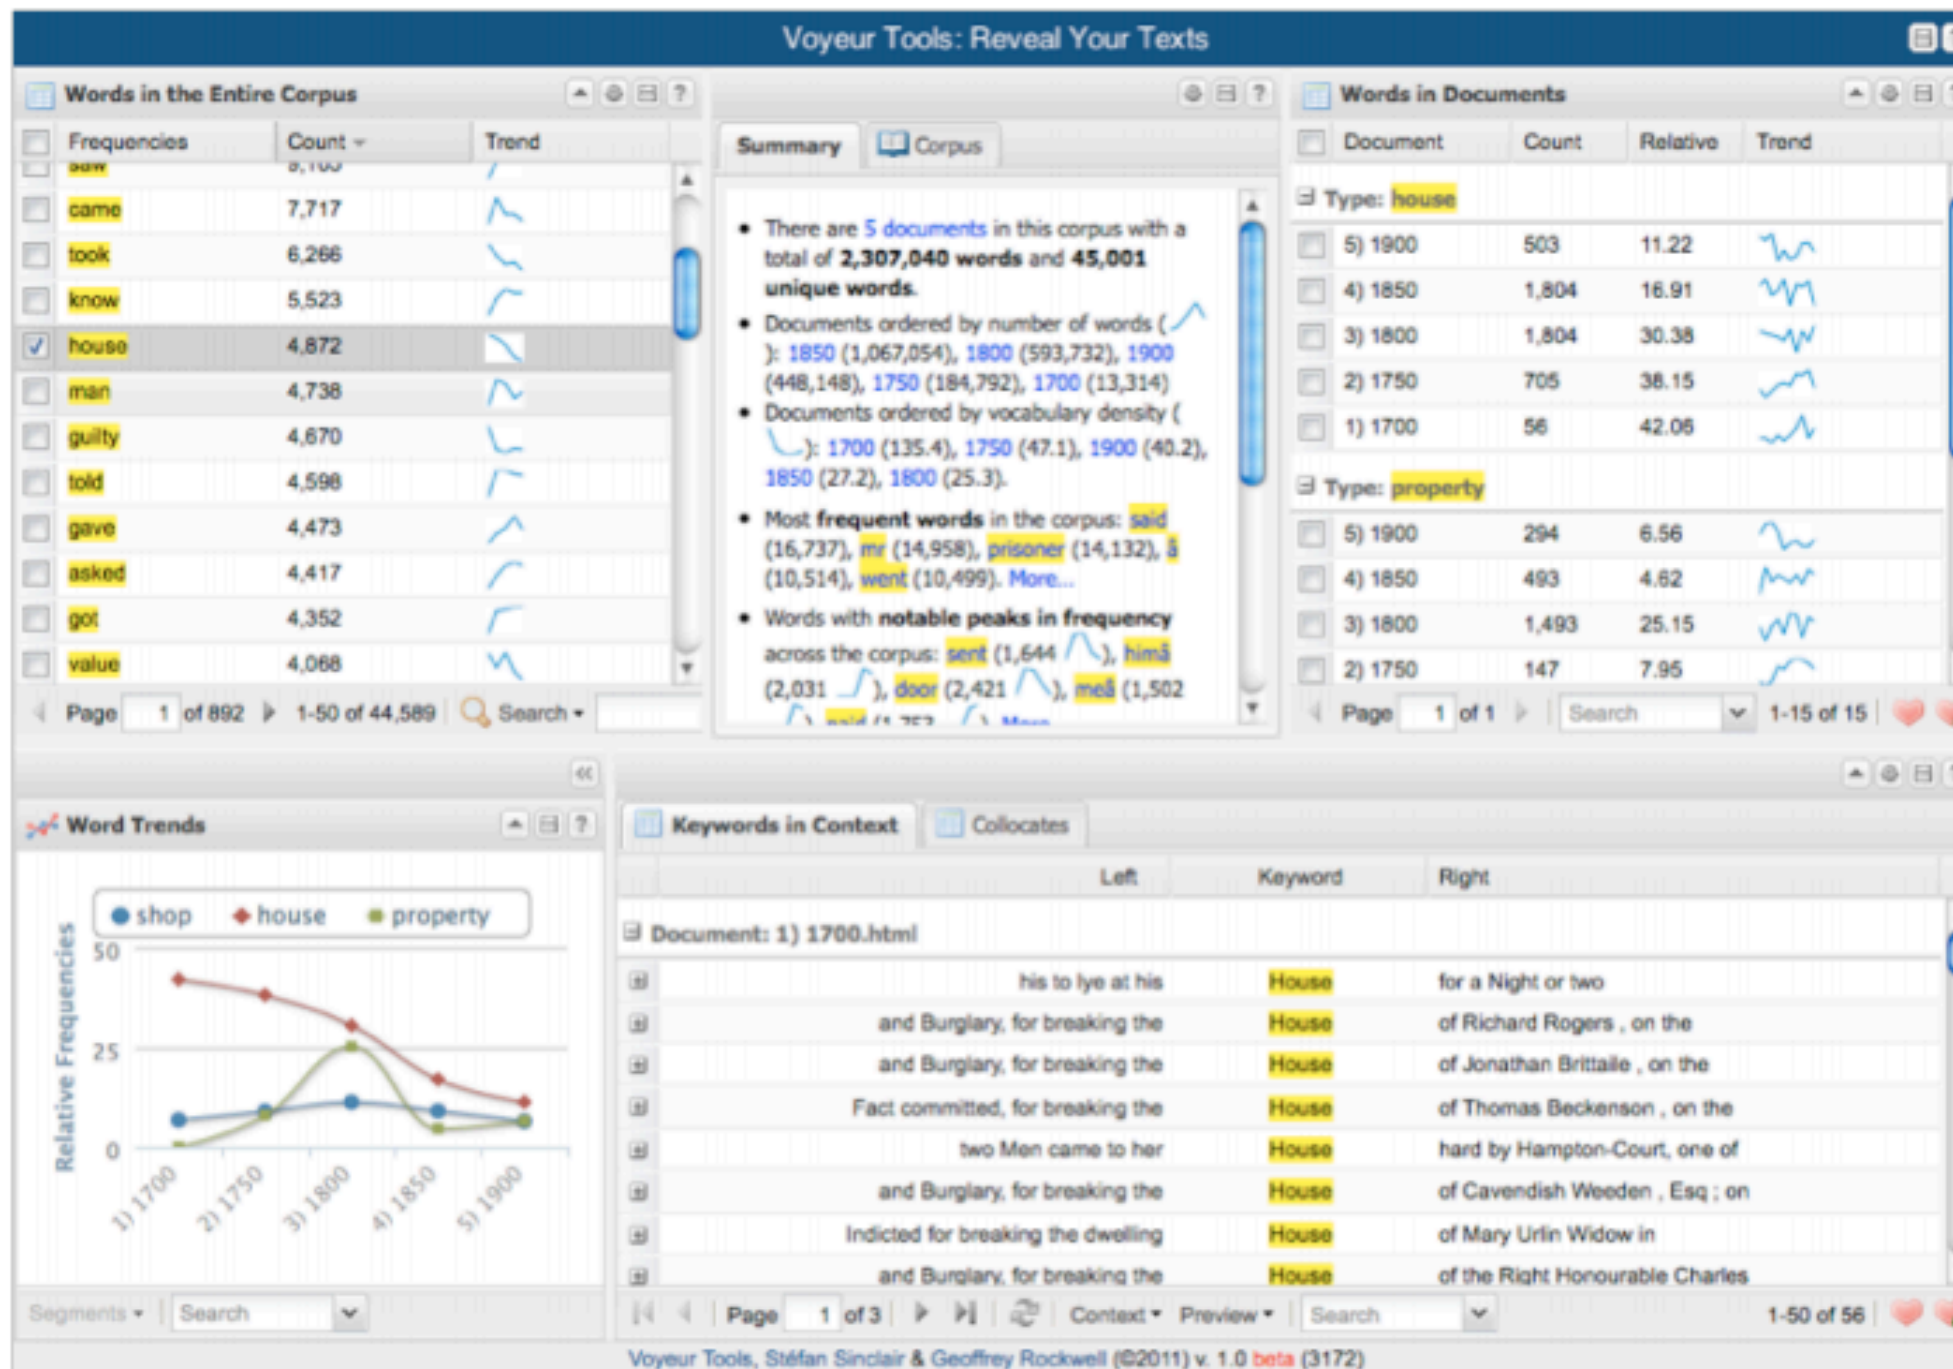 Voyeur Tools: Reveal Your Texts
Words in the Entire Corpus
Frequencies Count Trend
saw 9,105
came 7,717
took 6,266
know 5,523
house 4,872
man 4,738
guilty 4,670
told 4,598
gave 4,473
asked 4,417
got 4,352
value 4,068
Page 1 of 892 1-50 of 44,589 Search
Summary Corpus
• There are 5 documents in this corpus with a
total of 2,307,040 words and 45,001
unique words.
• Documents ordered by number of words (
): 1850 (1,067,054), 1800 (593,732), 1900
(448,148), 1750 (184,792), 1700 (13,314)
• Documents ordered by vocabulary density (
): 1700 (135.4), 1750 (47.1), 1900 (40.2),
1850 (27.2), 1800 (25.3).
• Most frequent words in the corpus: said
(16,737), mr (14,958), prisoner (14,132), â
(10,514), went (10,499). More...
• Words with notable peaks in frequency
across the corpus: sent (1,644 ), himâ
(2,031 ), door (2,421 ), meâ (1,502
), paid (1,753 ). More
Words in Documents
Document Count Relative Trend
Type: house
5) 1900 503 11.22
4) 1850 1,804 16.91
3) 1800 1,804 30.38
2) 1750 705 38.15
1) 1700 56 42.06
Type: property
5) 1900 294 6.56
4) 1850 493 4.62
3) 1800 1,493 25.15
2) 1750 147 7.95
Page 1 of 1 Search 1-15 of 15
Word Trends
shop house property
Relative Frequencies
50
25
0
1) 1700 2) 1750 3) 1800 4) 1850 5) 1900
Segments Search
Keywords in Context Collocates
Left Keyword Right
Document: 1) 1700.html
his to lye at his House for a Night or two
and Burglary, for breaking the House of Richard Rogers , on the
and Burglary, for breaking the House of Jonathan Brittaile , on the
Fact committed, for breaking the House of Thomas Beckenson , on the
two Men came to her House hard by Hampton-Court, one of
and Burglary, for breaking the House of Cavendish Weeden , Esq ; on
Indicted for breaking the dwelling House of Mary Urlin Widow in
and Burglary, for breaking the House of the Right Honourable Charles
Page 1 of 3 Context Preview Search 1-50 of 56
Voyeur Tools, Stéfan Sinclair & Geoffrey Rockwell (©2011) v. 1.0 beta (3172)